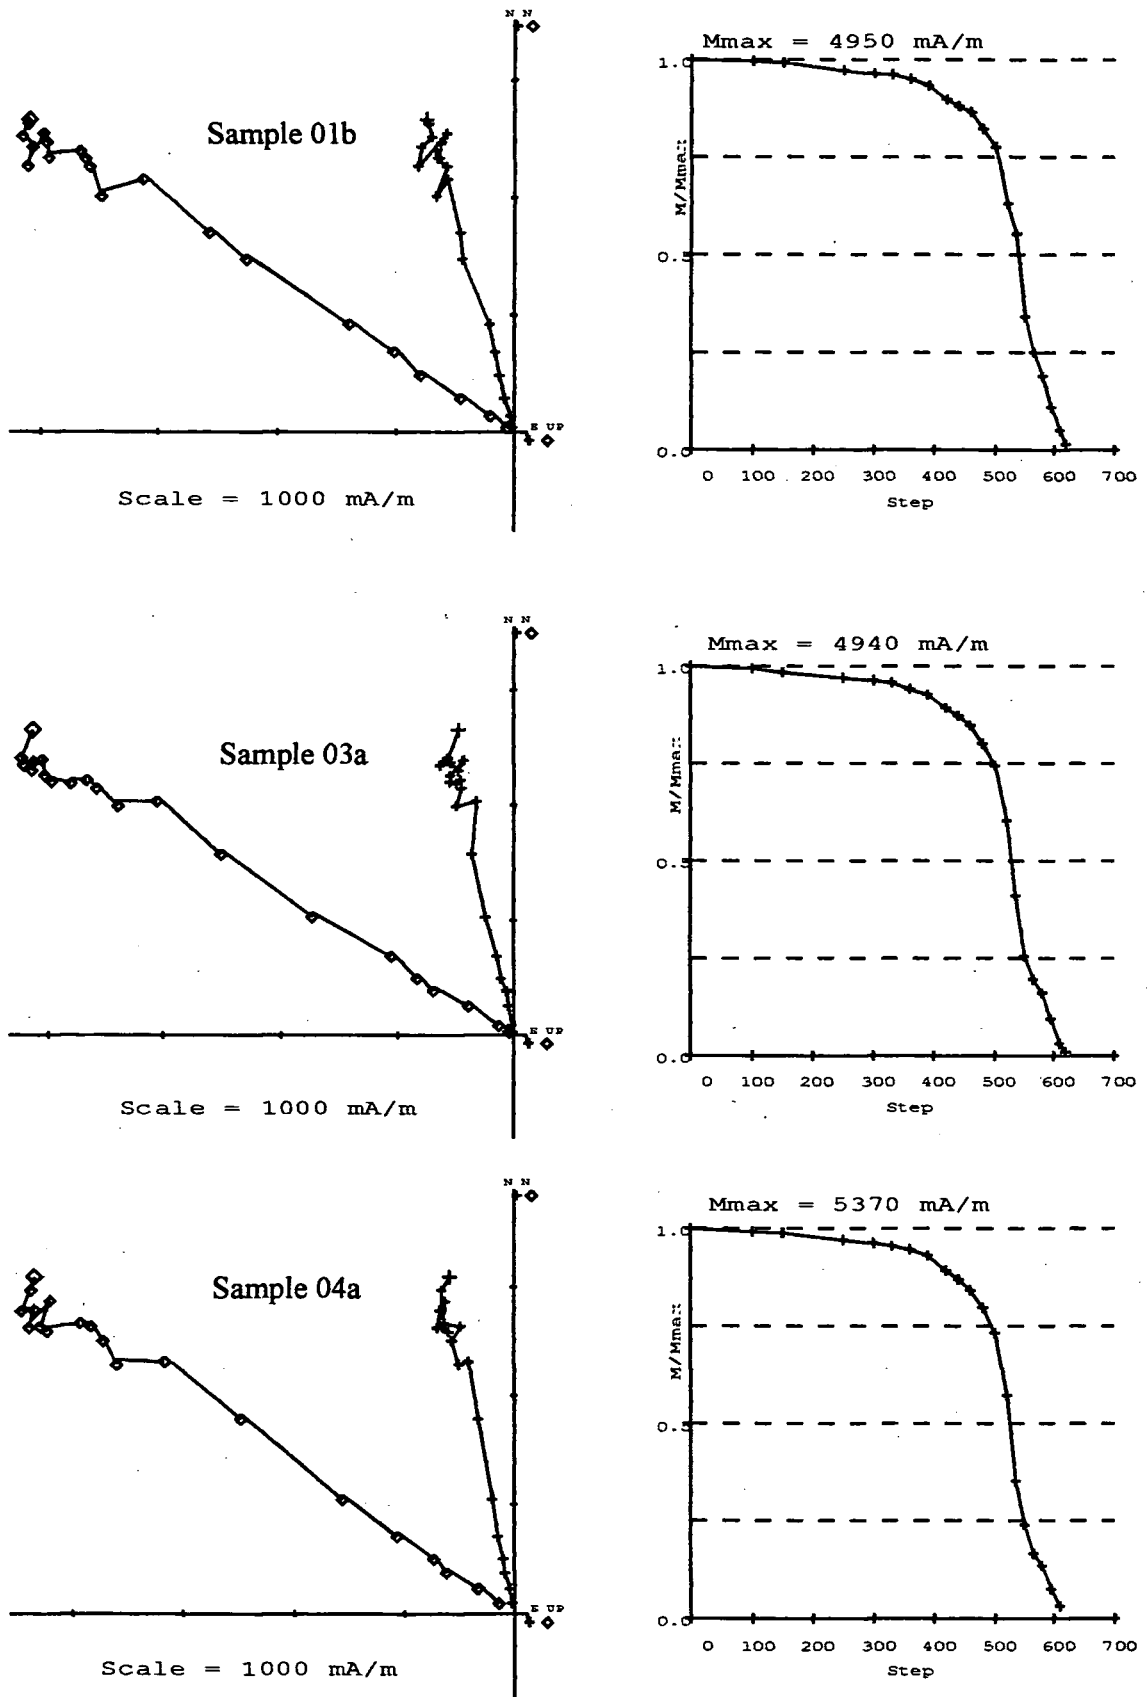 N N
Sample 01b
E UP
Scale = 1000 mA/m
Mmax = 4950 mA/m
1.0
M/Mmax
0.5
0.0
0 100 200 300 400 500 600 700
Step
N N
Sample 03a
E UP
Scale = 1000 mA/m
Mmax = 4940 mA/m
1.0
M/Mmax
0.5
0.0
0 100 200 300 400 500 600 700
Step
N N
Sample 04a
E UP
Scale = 1000 mA/m
Mmax = 5370 mA/m
1.0
M/Mmax
0.5
0.0
0 100 200 300 400 500 600 700
Step